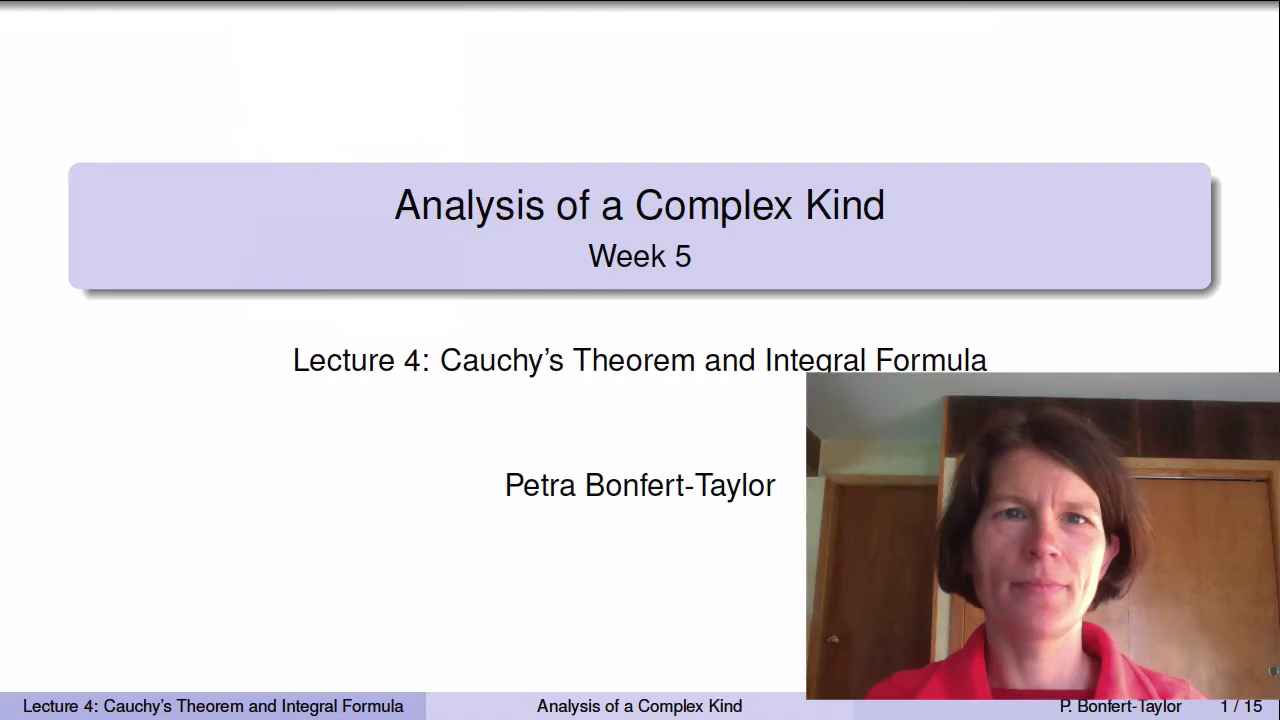 Analysis of a Complex Kind
Week 5
Lecture 4: Cauchy's Theorem and Integral Formula
Petra Bonfert-Taylor
Lecture 4: Cauchy's Theorem and Integral Formula Analysis of a Complex Kind P. Bonfert-Taylor 1 / 15